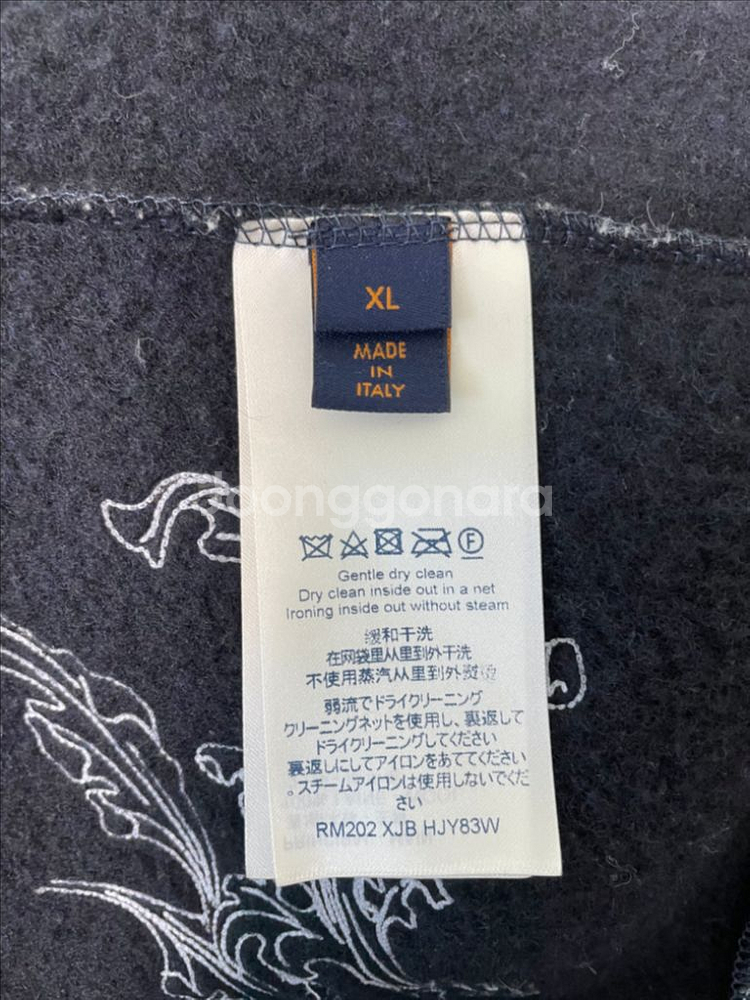 XL
MADE
IN
ITALY
joonggonara
Gentle dry clean
Dry clean inside out in a net
Ironing inside out without steam
缓和干洗
在网袋里从里到外干洗
不使用蒸汽从里到外熨烫
弱流でドライクリーニング
クリーニングネットを使用し、裏返して
ドライクリーニングしてください
裏返しにしてアイロンをあててください
。スチームアイロンは使用しないでくだ
さい
RM202 XJB HJY83W